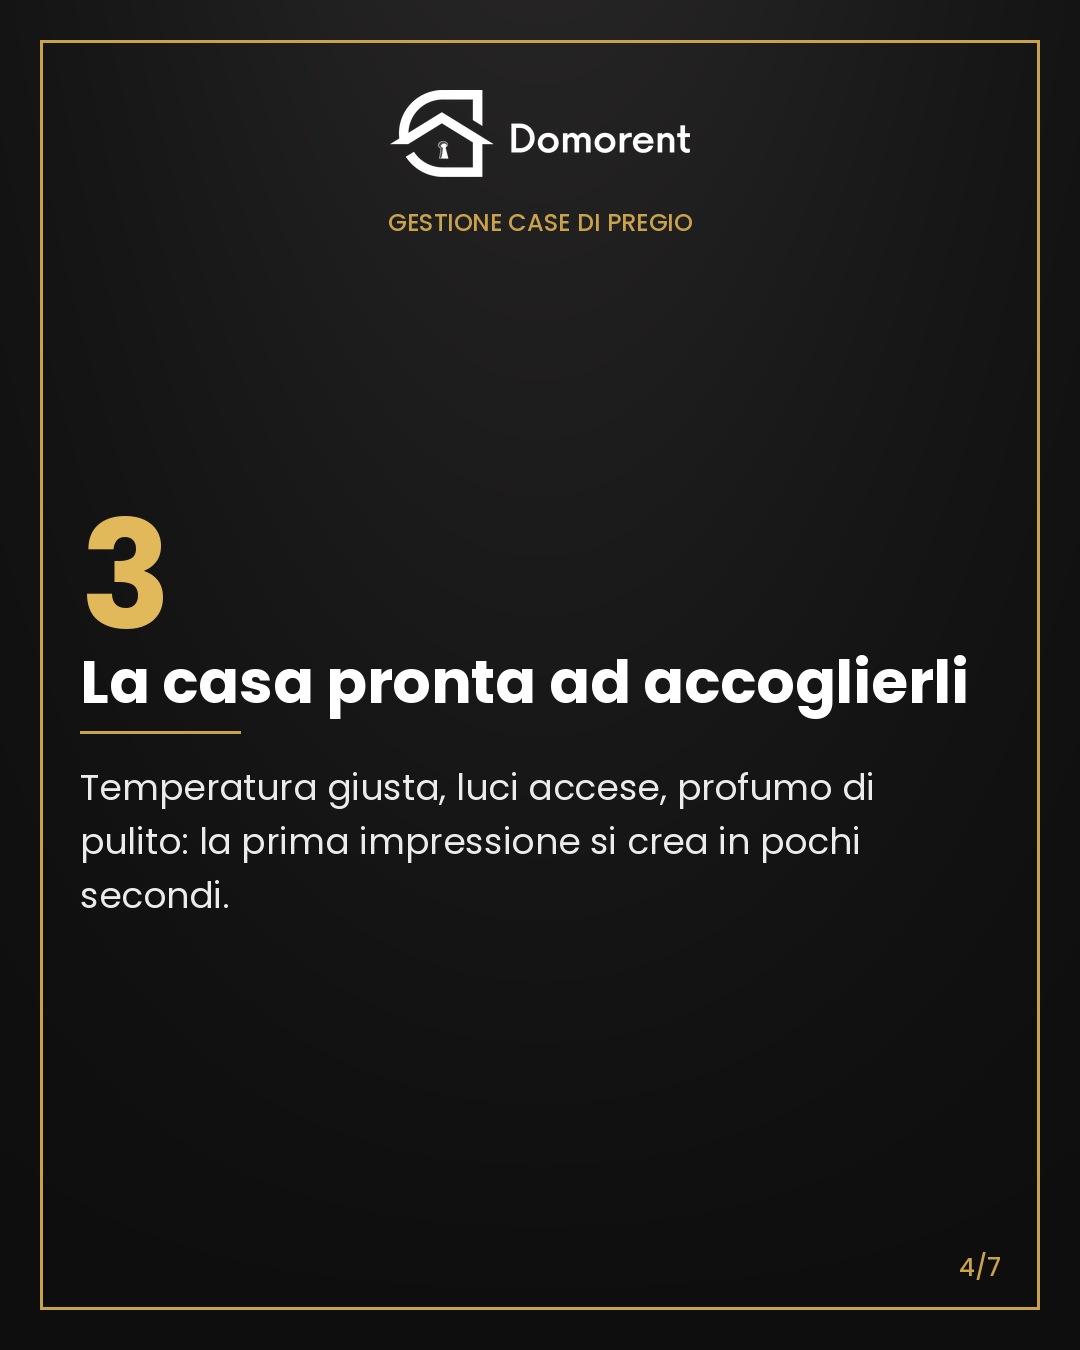 Domorent
GESTIONE CASE DI PREGIO
3
La casa pronta ad accoglierli
Temperatura giusta, luci accese, profumo di
pulito: la prima impressione si crea in pochi
secondi.
4/7